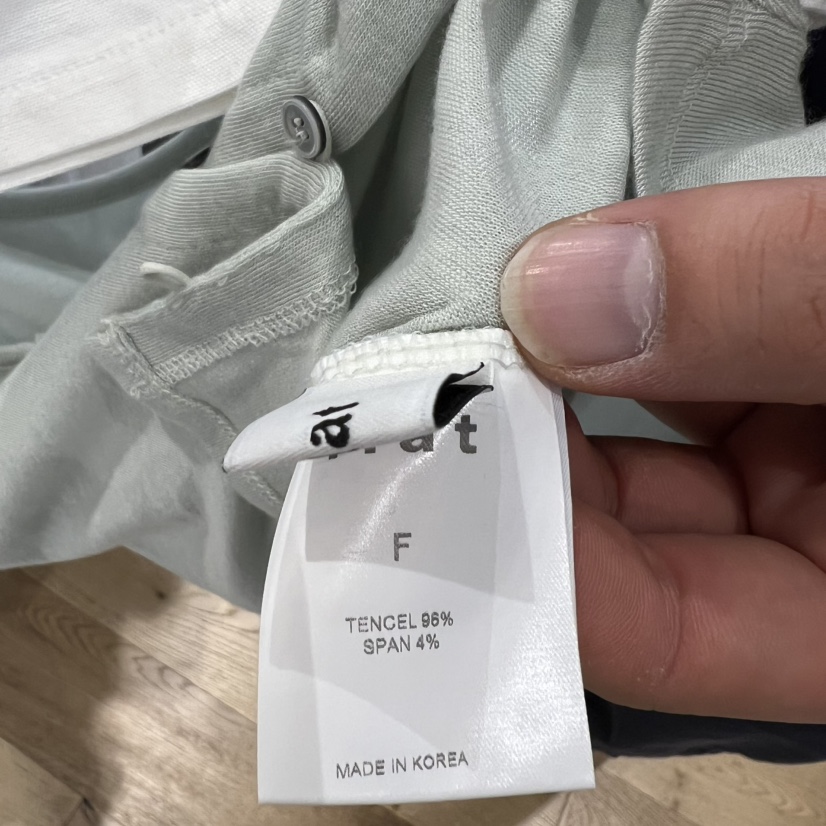 F
TENCEL 96%
SPAN 4%
MADE IN KOREA